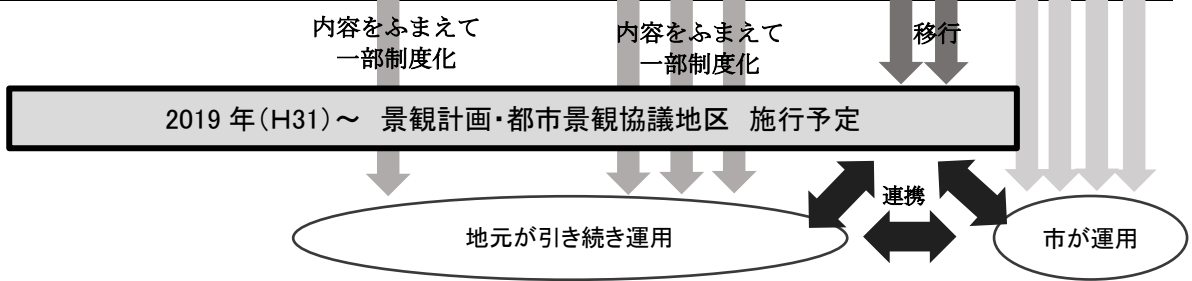 内容をふまえて
一部制度化
内容をふまえて
一部制度化
移行
2019 年(H31)~ 景観計画・都市景観協議地区 施行予定
連携
地元が引き続き運用
市が運用